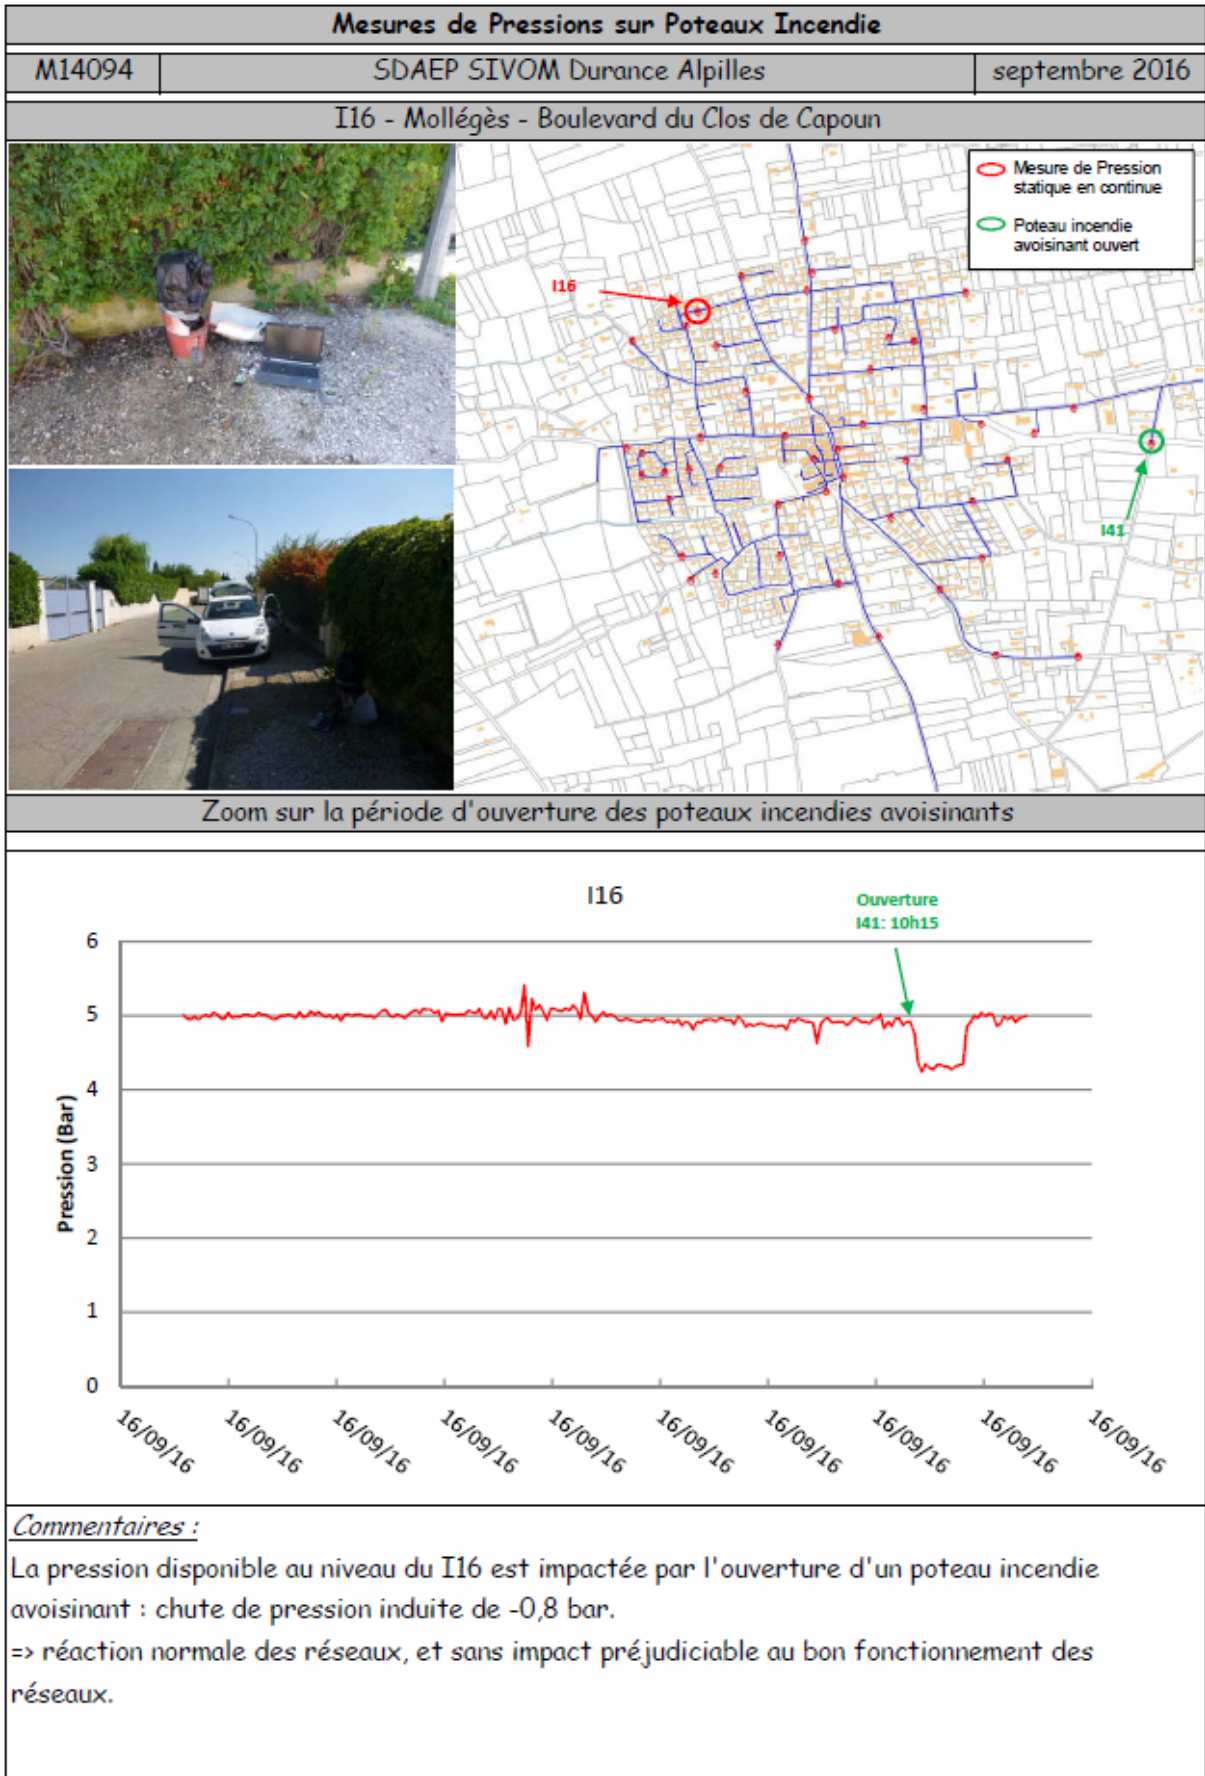 Mesures de Pressions sur Poteaux Incendie
M14094
SDAEP SIVOM Durance Alpilles
septembre 2016
I16 - Mollégès - Boulevard du Clos de Capoun
Mesure de Pression
statique en continue
Poteau incendie
avoisinant ouvert
I16
I41
Zoom sur la période d'ouverture des poteaux incendies avoisinants
I16
Ouverture
I41: 10h15
Pression (Bar)
6
5
4
3
2
1
0
16/09/16
16/09/16
16/09/16
16/09/16
16/09/16
16/09/16
16/09/16
16/09/16
16/09/16
16/09/16
Commentaires :
La pression disponible au niveau du I16 est impactée par l'ouverture d'un poteau incendie
avoisinant : chute de pression induite de -0,8 bar.
=> réaction normale des réseaux, et sans impact préjudiciable au bon fonctionnement des
réseaux.